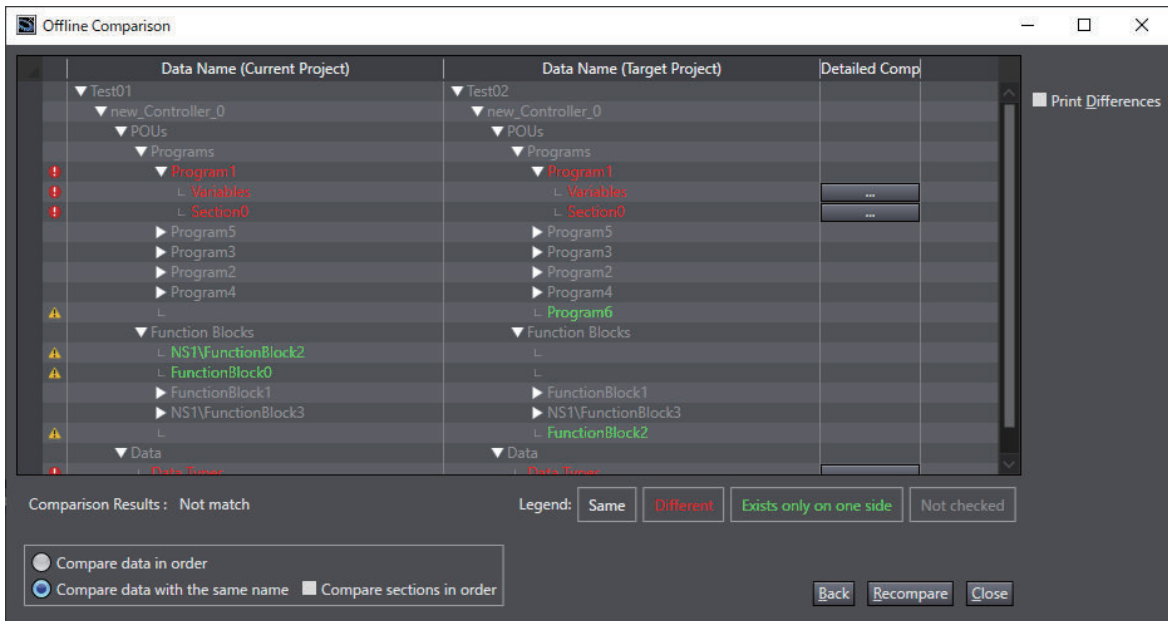 Offline Comparison
Data Name (Current Project) Data Name (Target Project) Detailed Comp
Test01 Test02
new_Controller_0 new_Controller_0
POUs POUs
Programs Programs
Program1 Program1
Variables Variables ...
Section0 Section0 ...
Program5 Program5
Program3 Program3
Program2 Program2
Program4 Program4
Program6
Function Blocks Function Blocks
NS1\FunctionBlock2
FunctionBlock0
FunctionBlock1 FunctionBlock1
NS1\FunctionBlock3 NS1\FunctionBlock3
FunctionBlock2
Data Data
Data Types Data Types
Print Differences
Comparison Results : Not match
Legend: Same Different Exists only on one side Not checked
Compare data in order
Compare data with the same name Compare sections in order
Back Recompare Close